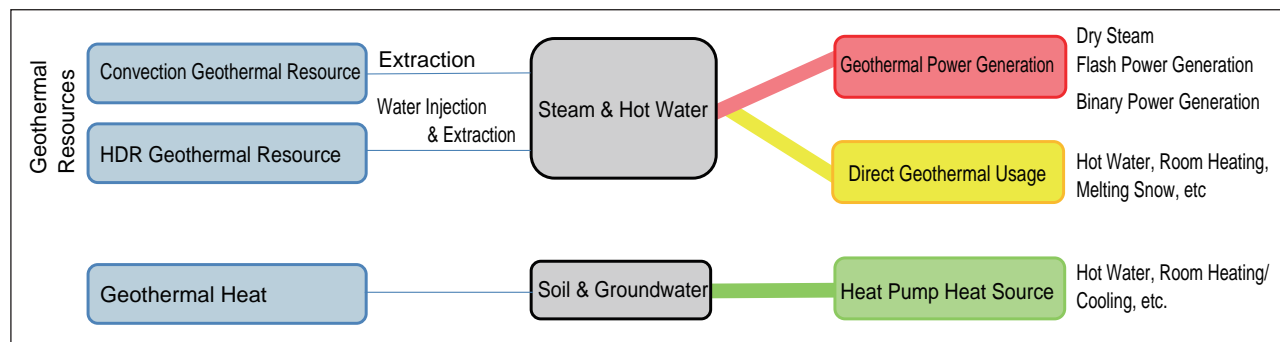 Geothermal
Resources
Convection Geothermal Resource
Extraction
HDR Geothermal Resource
Water Injection
& Extraction
Steam & Hot Water
Geothermal Power Generation
Dry Steam
Flash Power Generation
Binary Power Generation
Direct Geothermal Usage
Hot Water, Room Heating,
Melting Snow, etc
Geothermal Heat
Soil & Groundwater
Heat Pump Heat Source
Hot Water, Room Heating/
Cooling, etc.